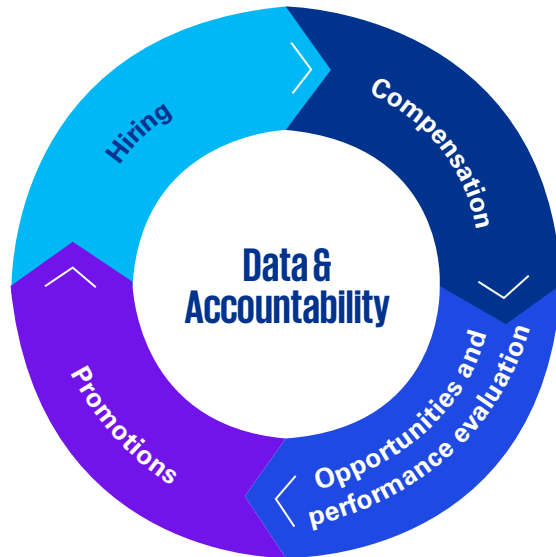 Hiring
Compensation
Data &
Accountability
Opportunities and
performance evaluation
Promotions